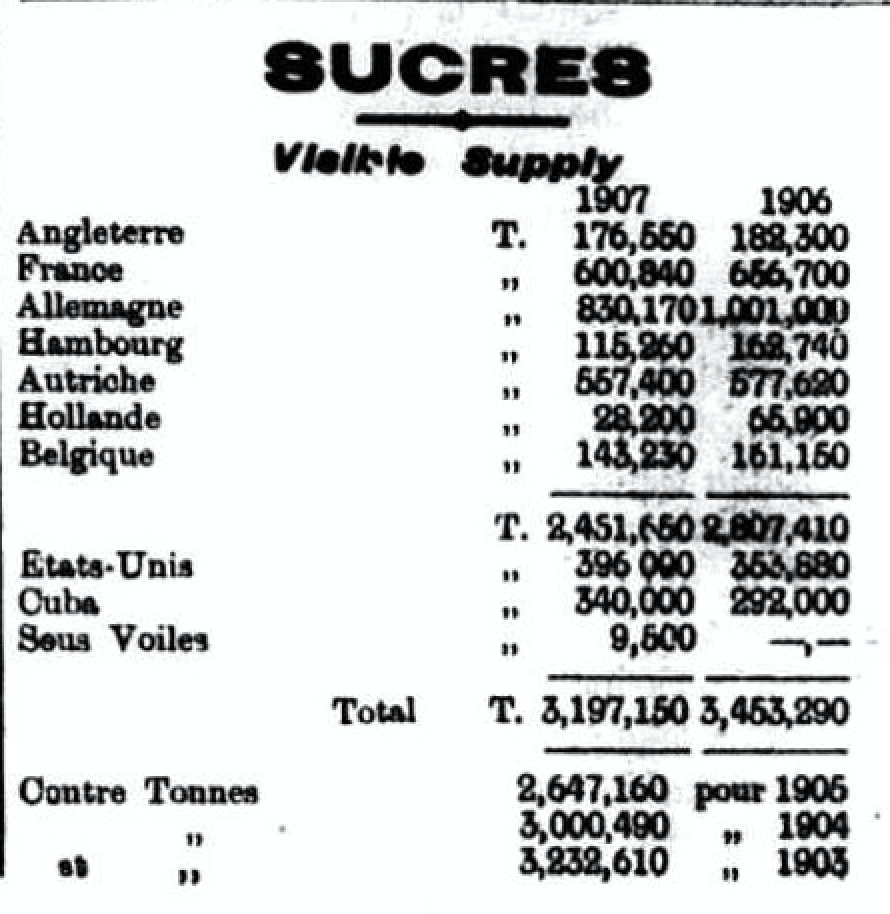 SUCRES
Visible Supply
1907 1906
Angleterre T. 176,550 182,300
France „ 600,840 656,700
Allemagne „ 830,170 1,001,000
Hambourg „ 115,260 162,740
Autriche „ 557,400 577,620
Hollande „ 28,200 65,900
Belgique „ 143,230 161,150
T. 2,451,650 2,807,410
Etats-Unis „ 396 000 353,880
Cuba „ 340,000 292,000
Sous Voiles „ 9,500 —,—
Total T. 3,197,150 3,453,290
Contre Tonnes 2,647,160 pour 1905
„ 3,000,490 „ 1904
et „ 3,232,610 „ 1903